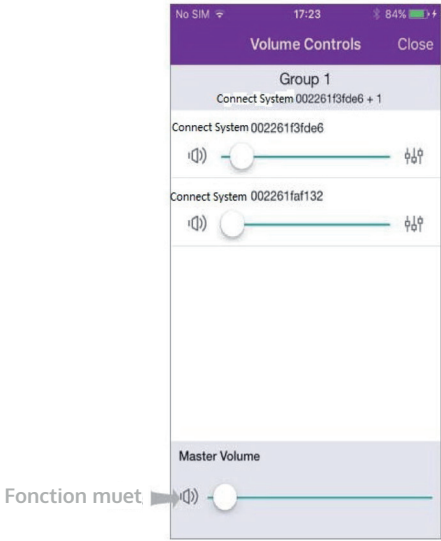 No SIM 17:23 84%
Volume Controls Close
Group 1
Connect System 002261f3fde6 + 1
Connect System 002261f3fde6
Connect System 002261faf132
Master Volume
Fonction muet